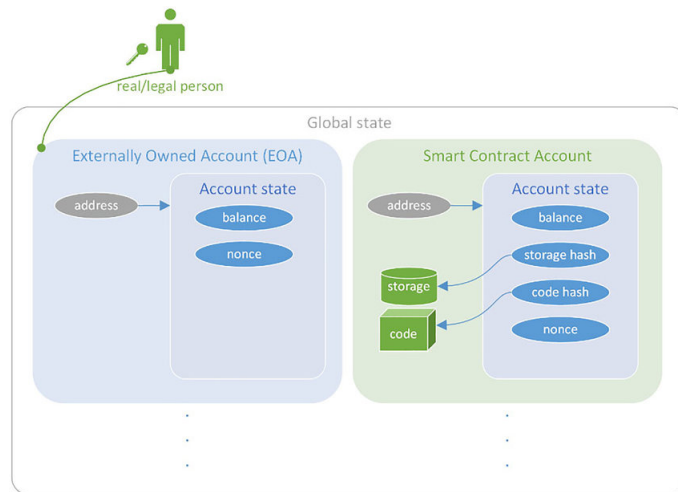 real/legal person
Global state
Externally Owned Account (EOA)
address
Account state
balance
nonce
Smart Contract Account
address
Account state
balance
storage hash
code hash
nonce
storage
code